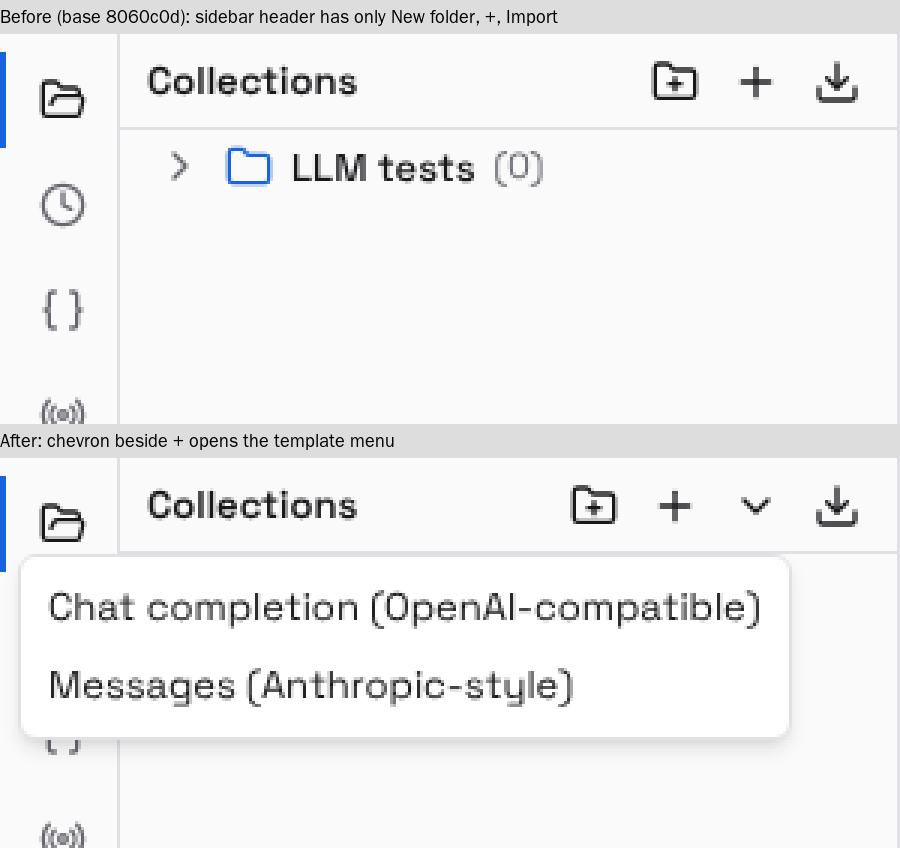 Before (base 8060c0d): sidebar header has only New folder, +, Import
Collections
LLM tests (0)
After: chevron beside + opens the template menu
Collections
Chat completion (OpenAI-compatible)
Messages (Anthropic-style)